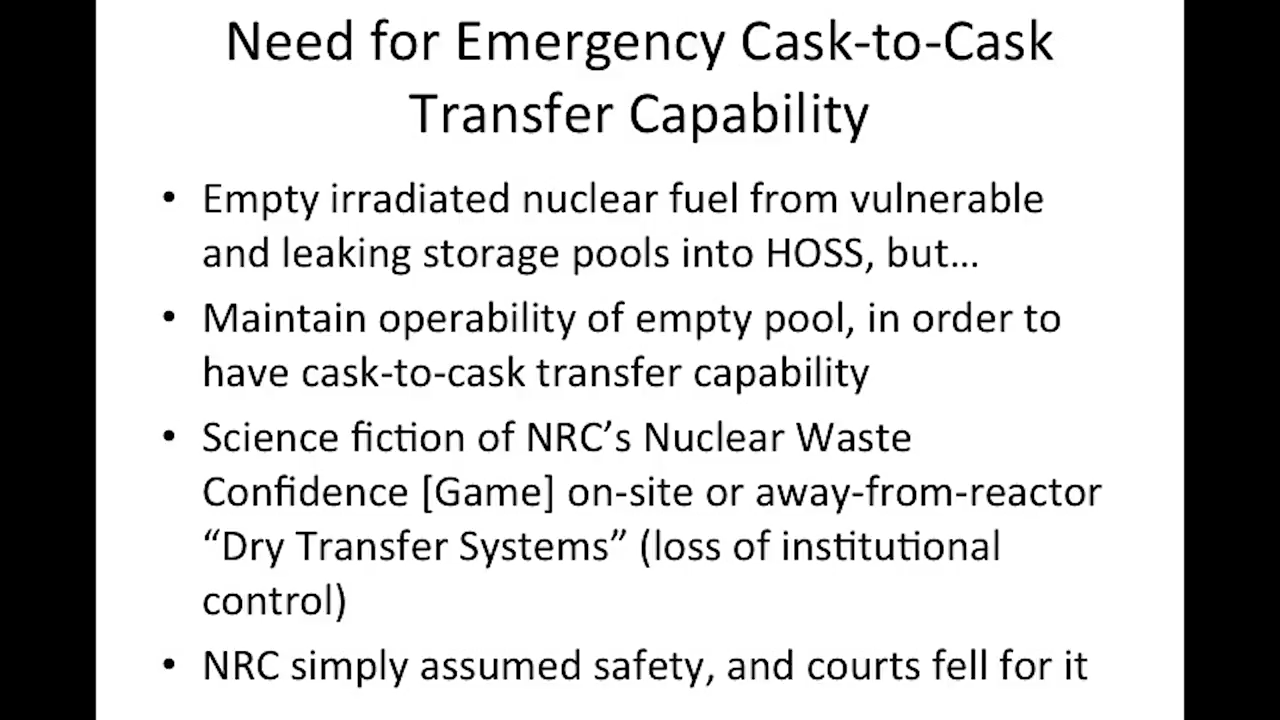 Need for Emergency Cask-to-Cask
Transfer Capability
• Empty irradiated nuclear fuel from vulnerable
and leaking storage pools into HOSS, but…
• Maintain operability of empty pool, in order to
have cask-to-cask transfer capability
• Science fiction of NRC’s Nuclear Waste
Confidence [Game] on-site or away-from-reactor
“Dry Transfer Systems” (loss of institutional
control)
• NRC simply assumed safety, and courts fell for it